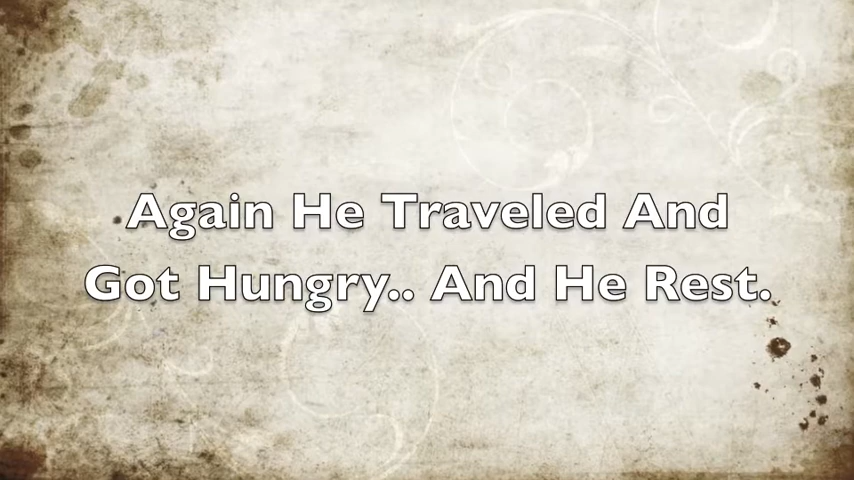 Again He Traveled And
Got Hungry.. And He Rest.